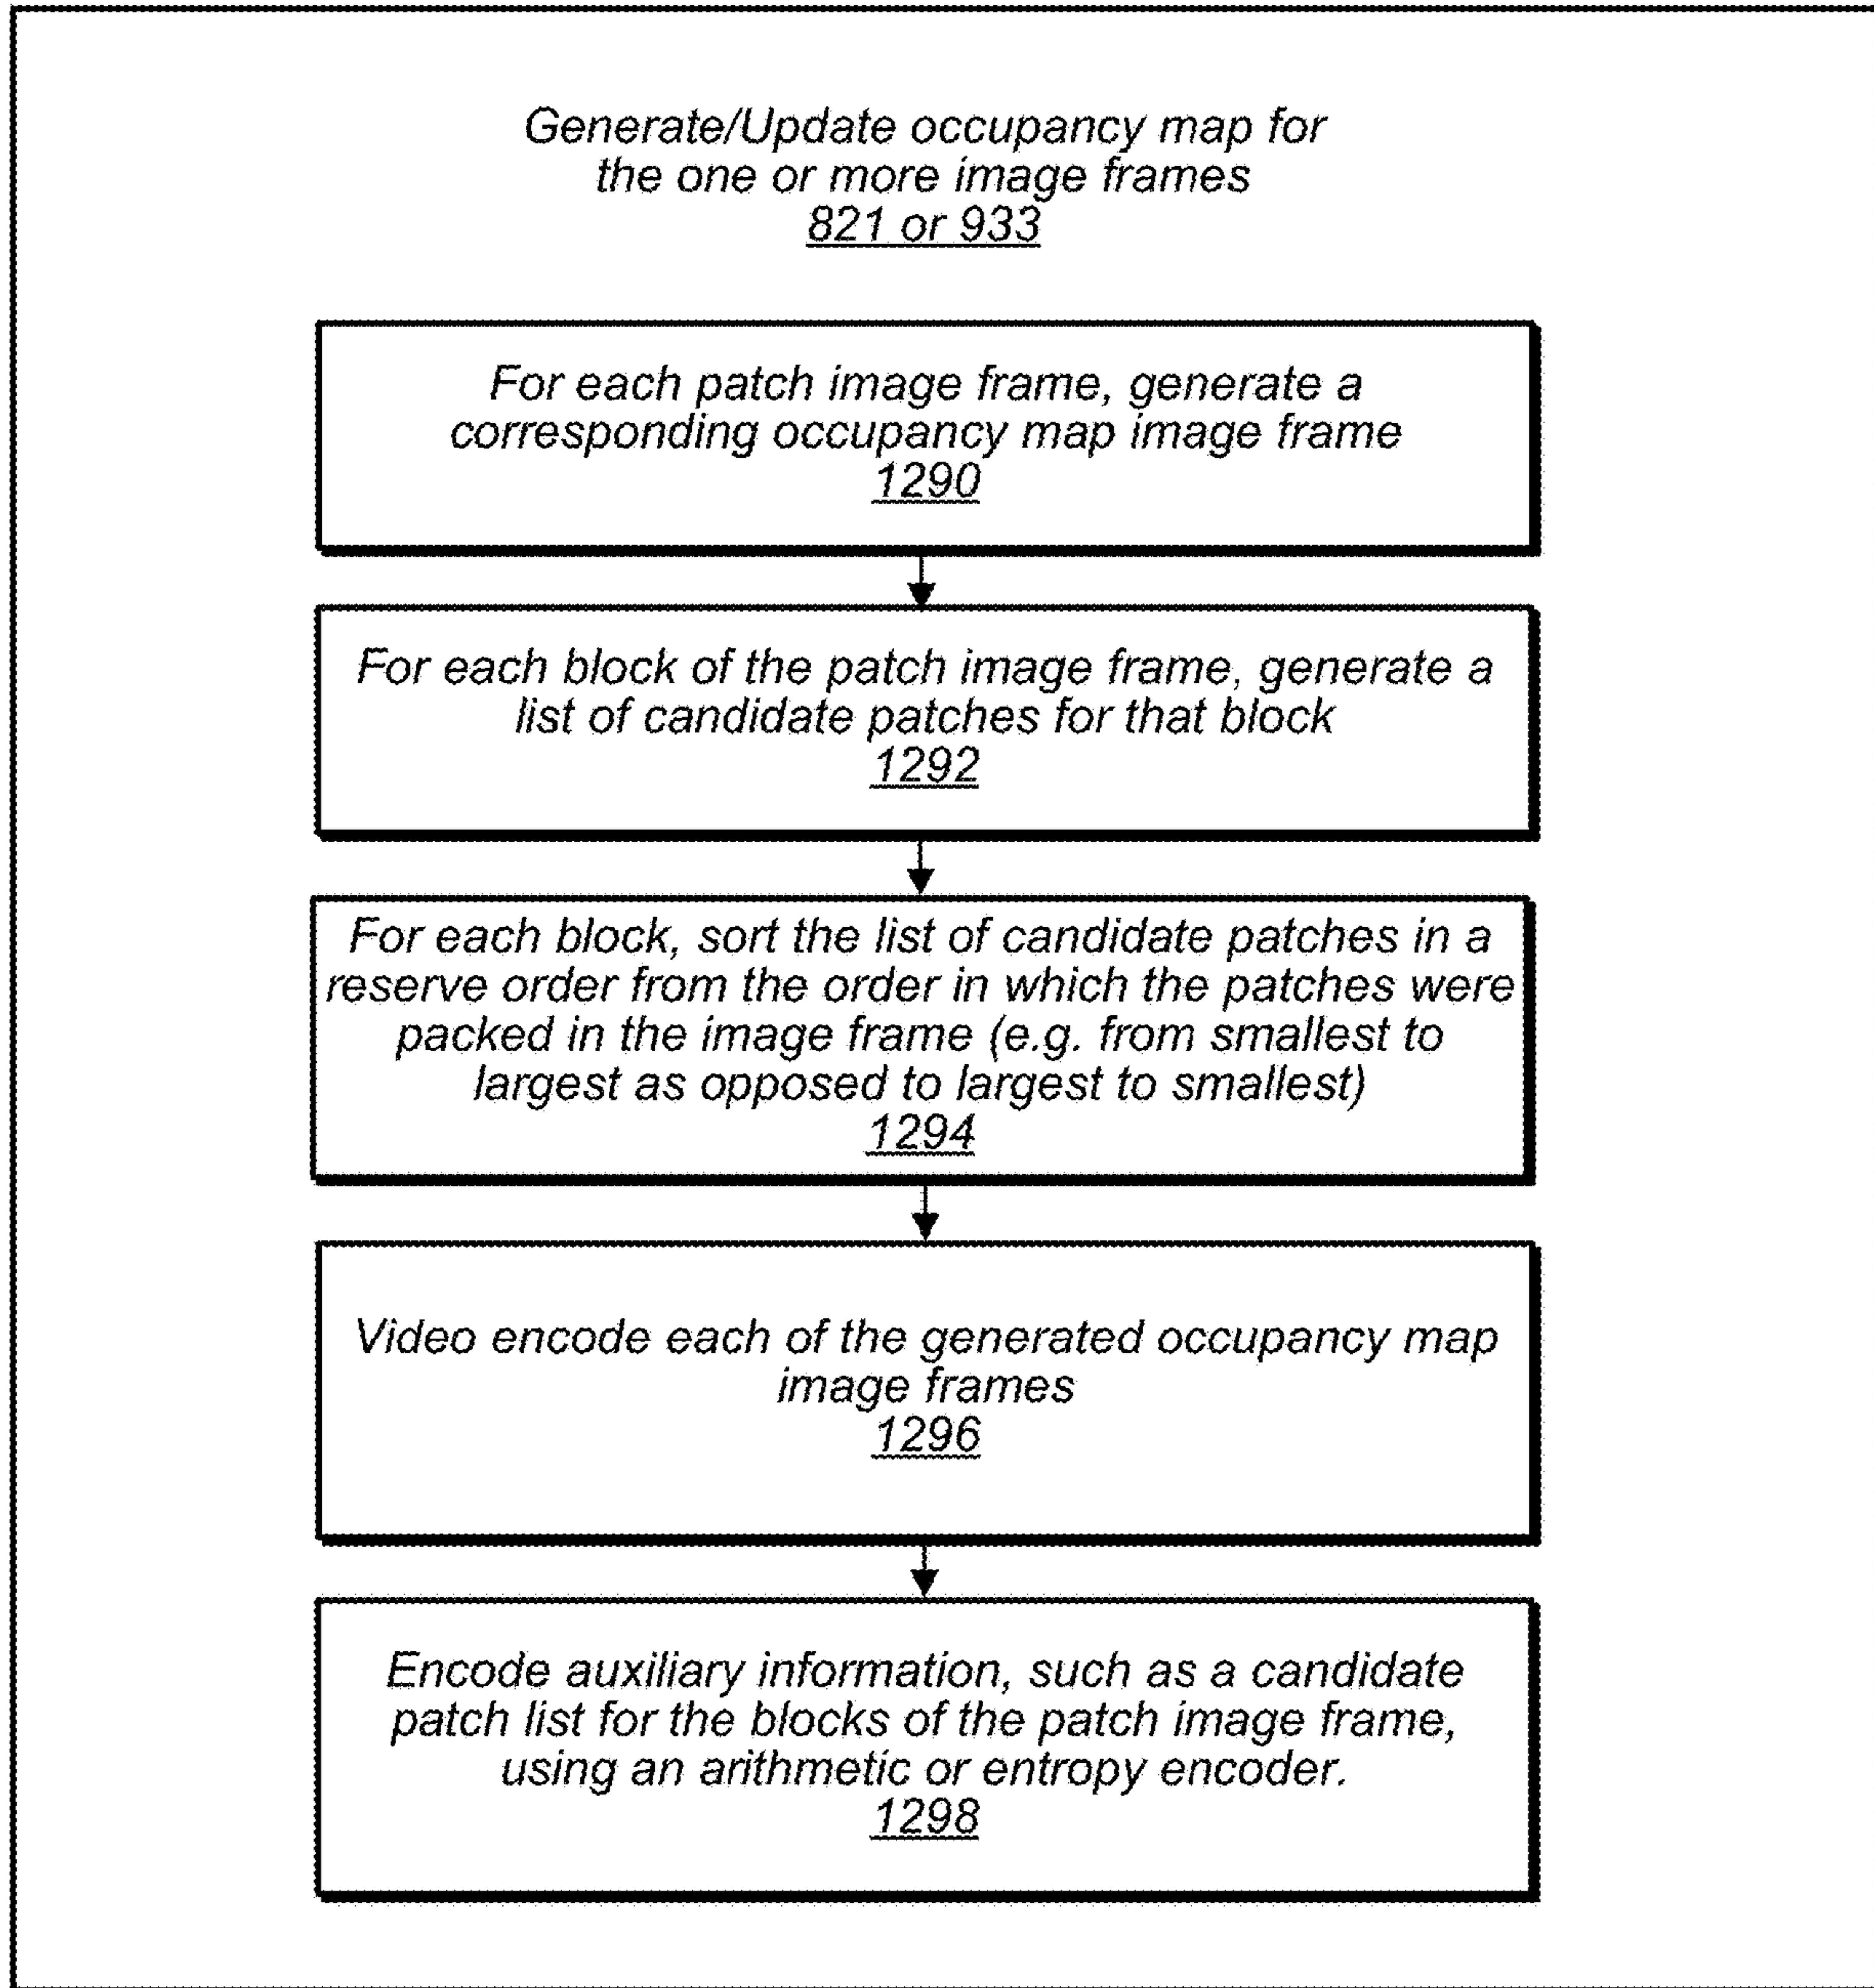 Generate/Update occupancy map for
the one or more image frames
821 or 933
For each patch image frame, generate a
corresponding occupancy map image frame
1290
For each block of the patch image frame, generate a
list of candidate patches for that block
1292
For each block, sort the list of candidate patches in a
reserve order from the order in which the patches were
packed in the image frame (e.g. from smallest to
largest as opposed to largest to smallest)
1294
Video encode each of the generated occupancy map
image frames
1296
Encode auxiliary information, such as a candidate
patch list for the blocks of the patch image frame,
using an arithmetic or entropy encoder.
1298